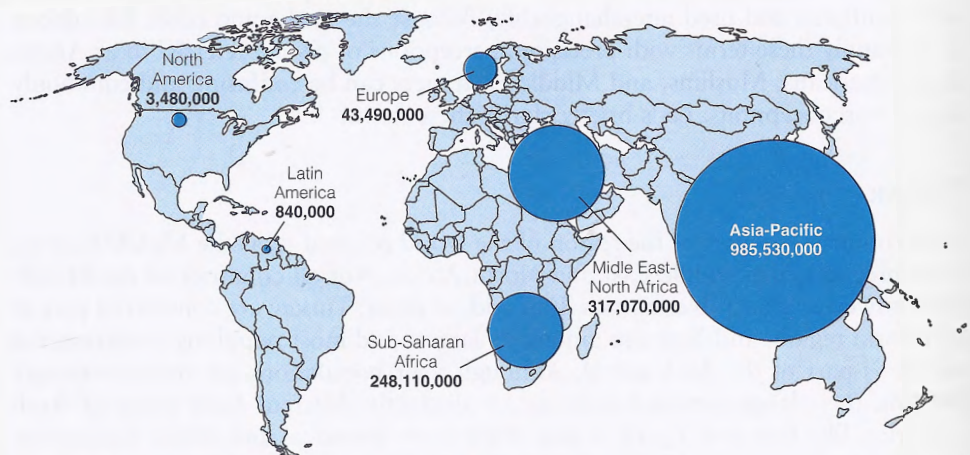 North
America
3,480,000
Europe
43,490,000
Latin
America
840,000
Asia-Pacific
985,530,000
Midle East-
North Africa
317,070,000
Sub-Saharan
Africa
248,110,000